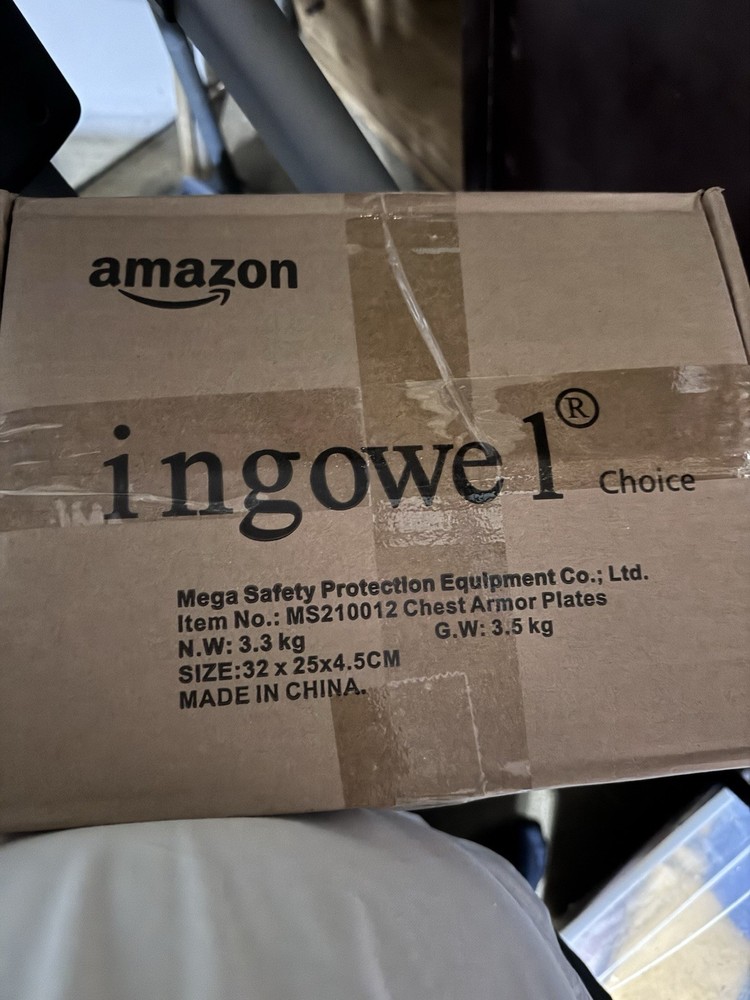 amazon
ingowel®
Choice
Mega Safety Protection Equipment Co.; Ltd.
Item No.: MS210012 Chest Armor Plates
N.W: 3.3 kg G.W: 3.5 kg
SIZE:32 x 25x4.5CM
MADE IN CHINA.